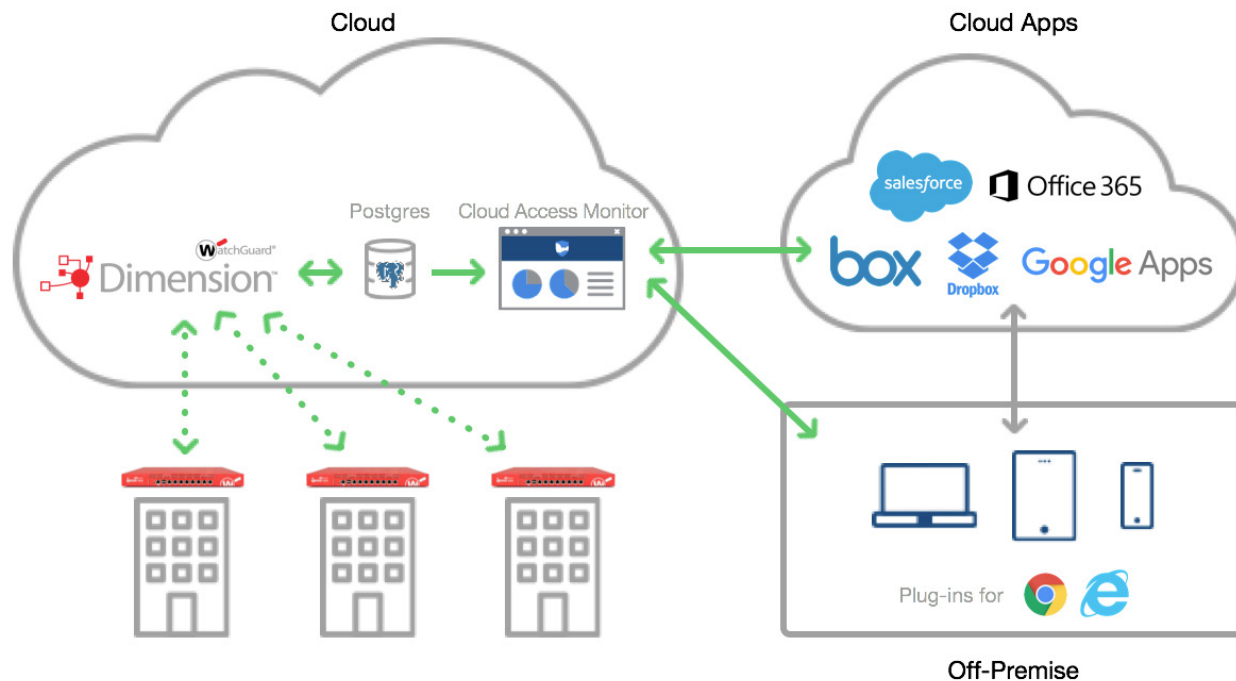 Cloud
Cloud Apps
salesforce
Office 365
Postgres
Cloud Access Monitor
WatchGuard®
Dimension™
box
Dropbox
Google Apps
Plug-ins for
Off-Premise